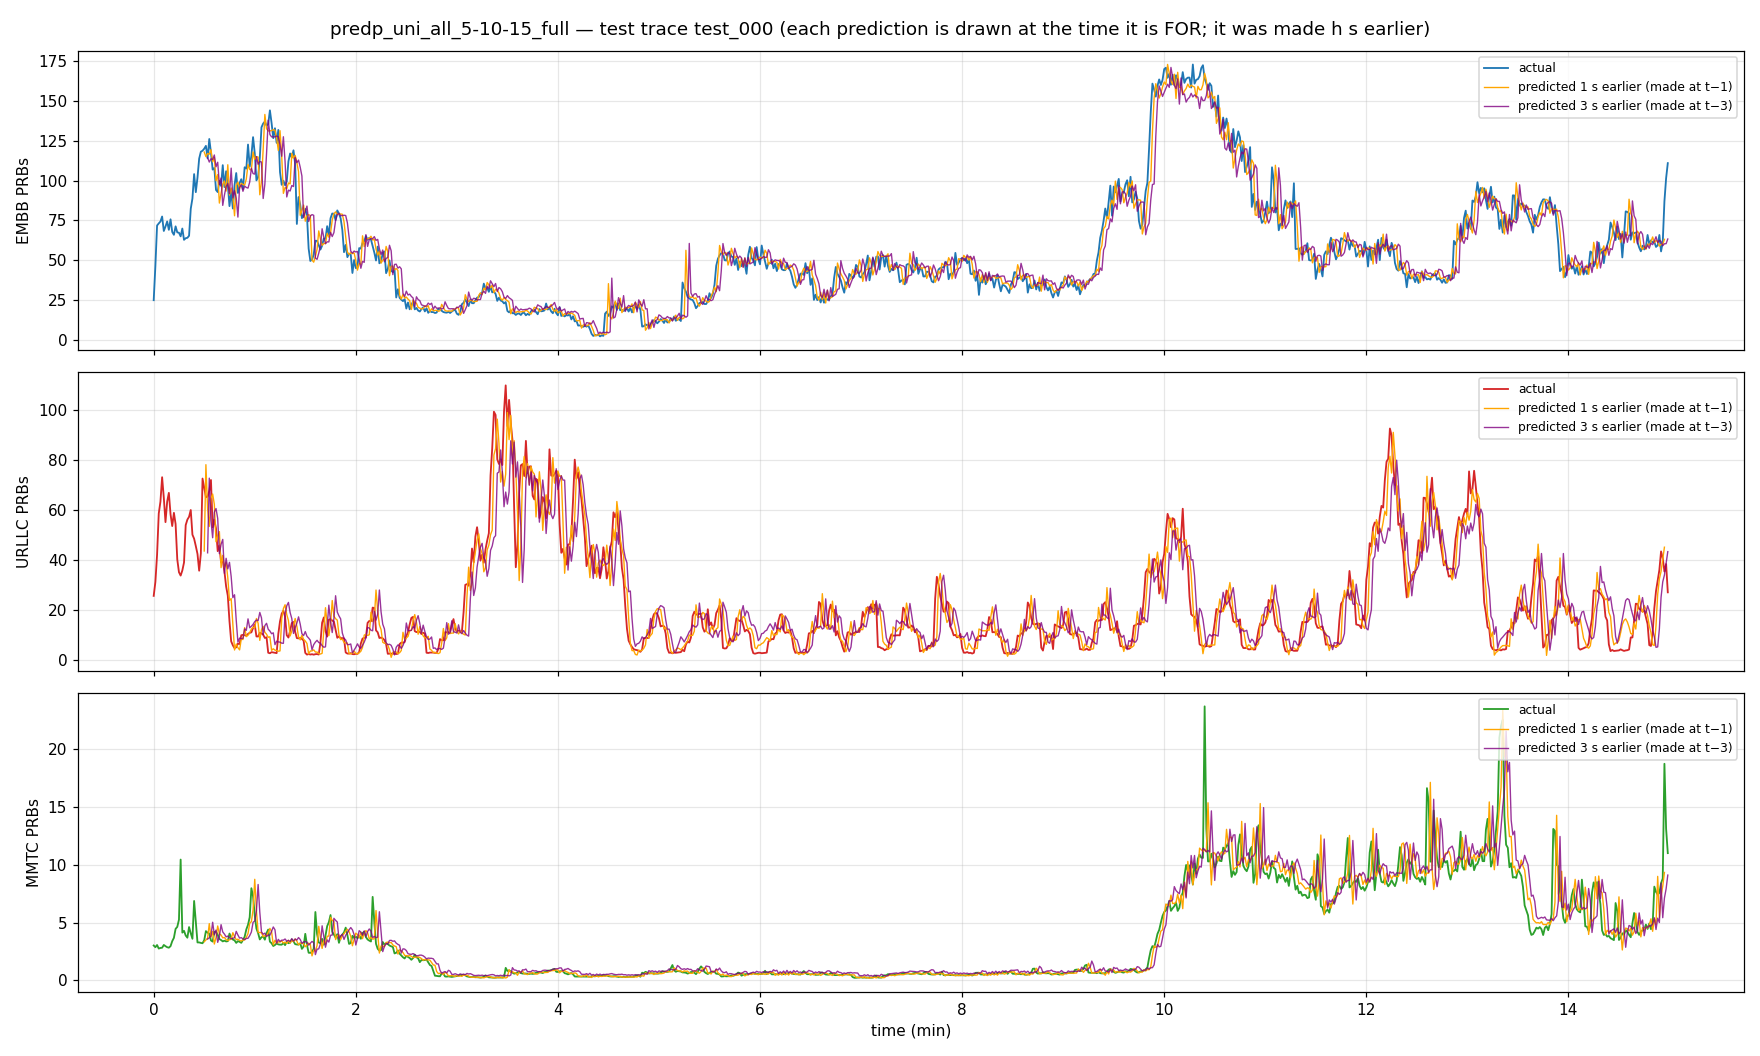 predp_uni_all_5-10-15_full — test trace test_000 (each prediction is drawn at the time it is FOR; it was made h s earlier)
175
150
125
100
75
50
25
0
EMBB PRBs
actual
predicted 1 s earlier (made at t−1)
predicted 3 s earlier (made at t−3)
100
80
60
40
20
0
URLLC PRBs
actual
predicted 1 s earlier (made at t−1)
predicted 3 s earlier (made at t−3)
20
15
10
5
0
MMTC PRBs
actual
predicted 1 s earlier (made at t−1)
predicted 3 s earlier (made at t−3)
0 2 4 6 8 10 12 14
time (min)